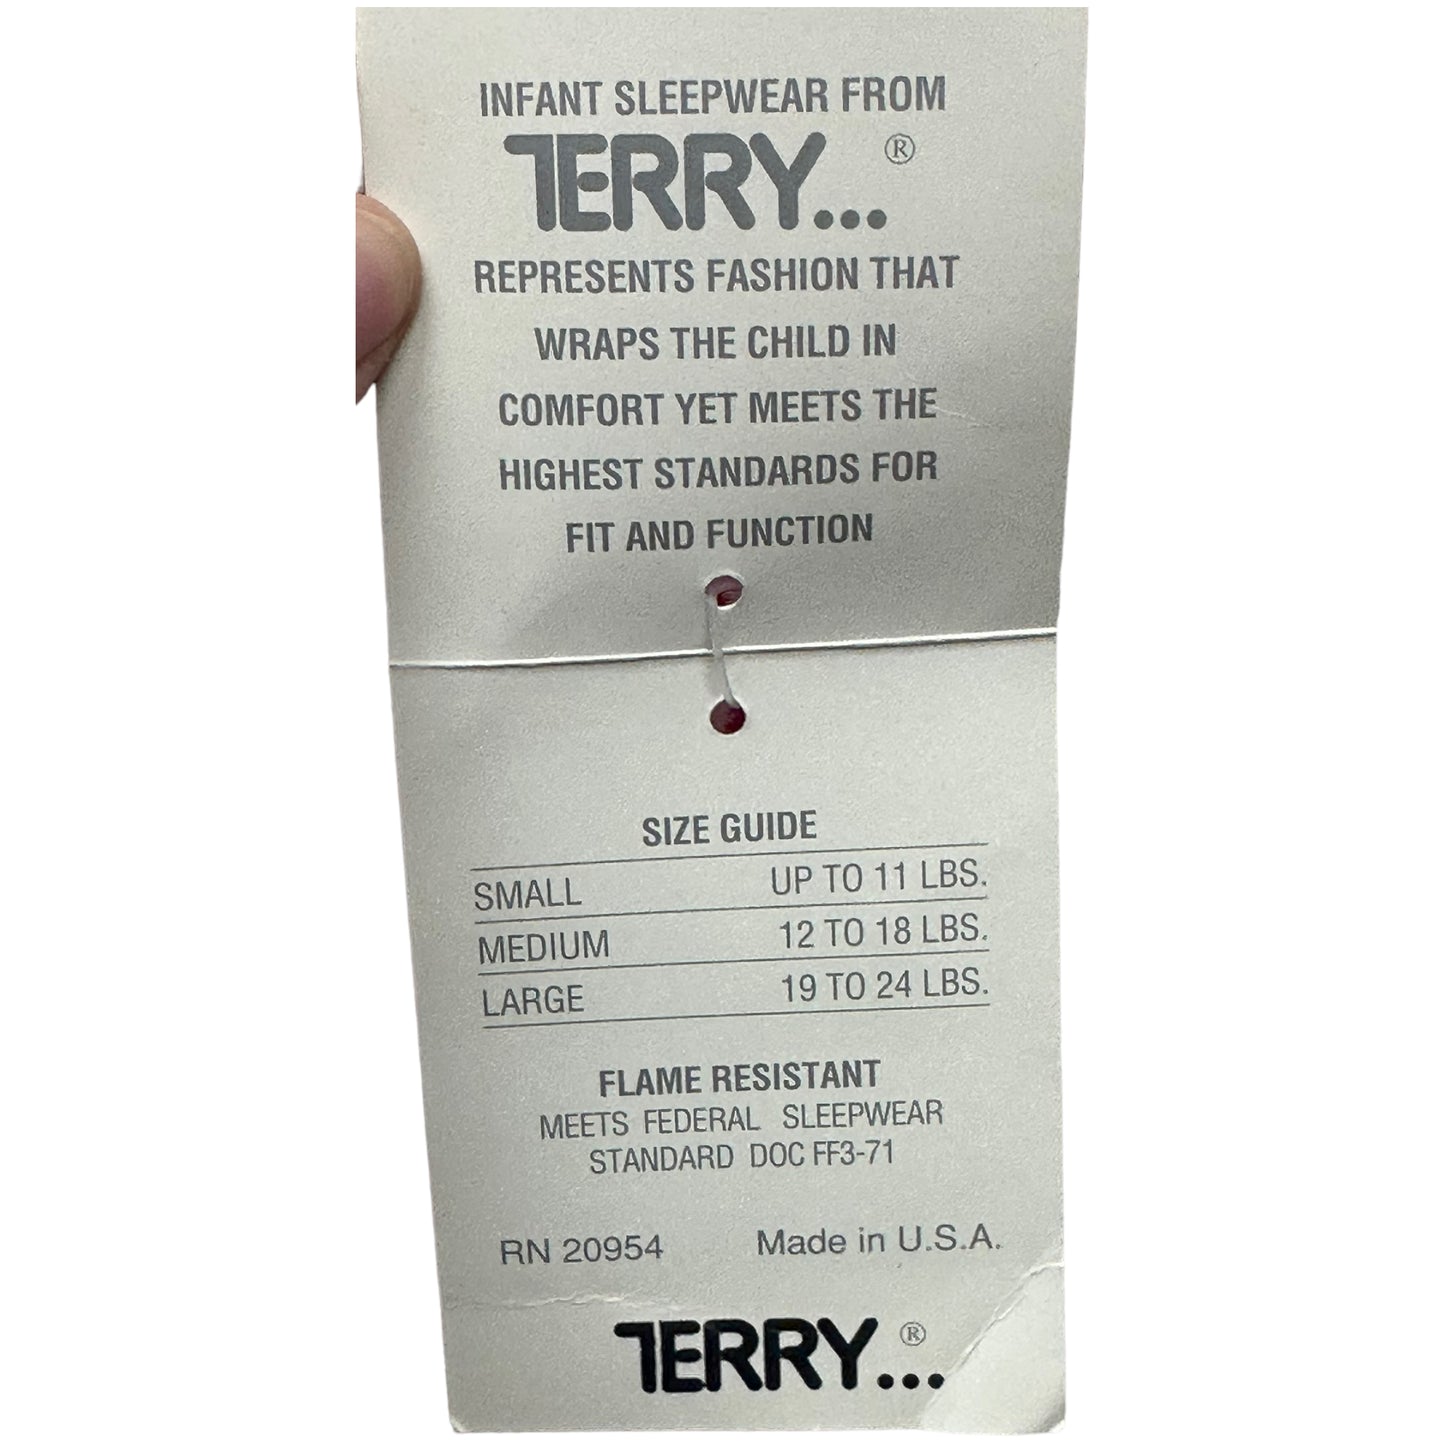 INFANT SLEEPWEAR FROM
TERRY...®
REPRESENTS FASHION THAT
WRAPS THE CHILD IN
COMFORT YET MEETS THE
HIGHEST STANDARDS FOR
FIT AND FUNCTION
SIZE GUIDE
SMALL UP TO 11 LBS.
MEDIUM 12 TO 18 LBS.
LARGE 19 TO 24 LBS.
FLAME RESISTANT
MEETS FEDERAL SLEEPWEAR
STANDARD DOC FF3-71
RN 20954 Made in U.S.A.
TERRY...®